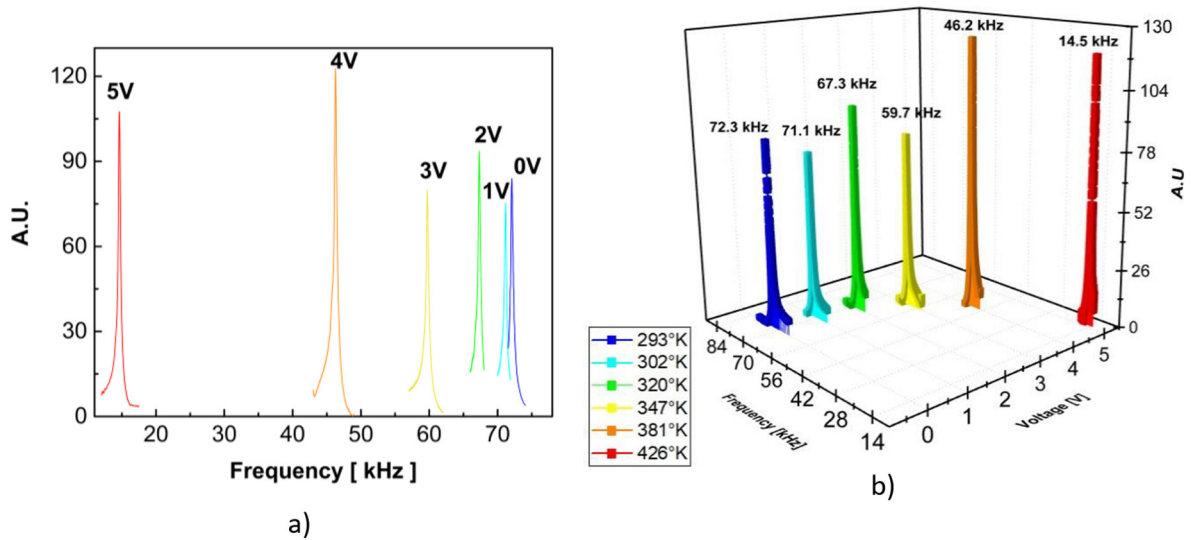 120
90
60
30
0
A.U.
5V
4V
3V
2V
1V
0V
20
30
40
50
60
70
Frequency [ kHz ]
a)
293°K
302°K
320°K
347°K
381°K
426°K
72.3 kHz
71.1 kHz
67.3 kHz
59.7 kHz
46.2 kHz
14.5 kHz
130
104
78
52
26
0
A.U
84
70
56
42
28
14
Frequency [kHz]
0
1
2
3
4
5
Voltage [V]
b)